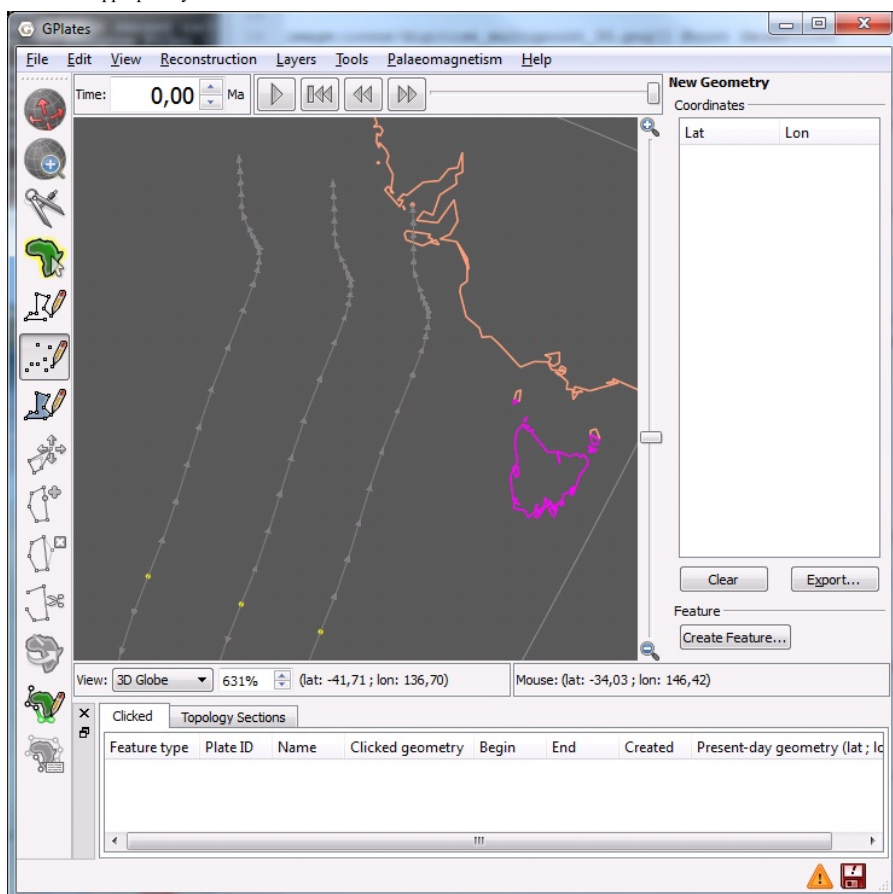 GPlates
File Edit View Reconstruction Layers Tools Palaeomagnetism Help
Time: 0,00 Ma
New Geometry
Coordinates
Lat Lon
Clear Export...
Feature
Create Feature...
View: 3D Globe 631% (lat: -41,71 ; lon: 136,70) Mouse: (lat: -34,03 ; lon: 146,42)
Clicked Topology Sections
Feature type Plate ID Name Clicked geometry Begin End Created Present-day geometry (lat ; lo